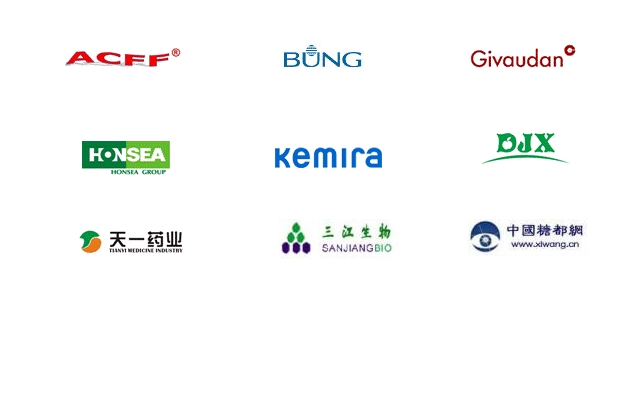 ACFF®
BÜNG
Givaudan
HONSEA
HONSEA GROUP
Kemira
DJX
天一药业
TIANYI MEDICINE INDUSTRY
三江生物
SANJIANGBIO
中國糖都網
www.xiwang.cn